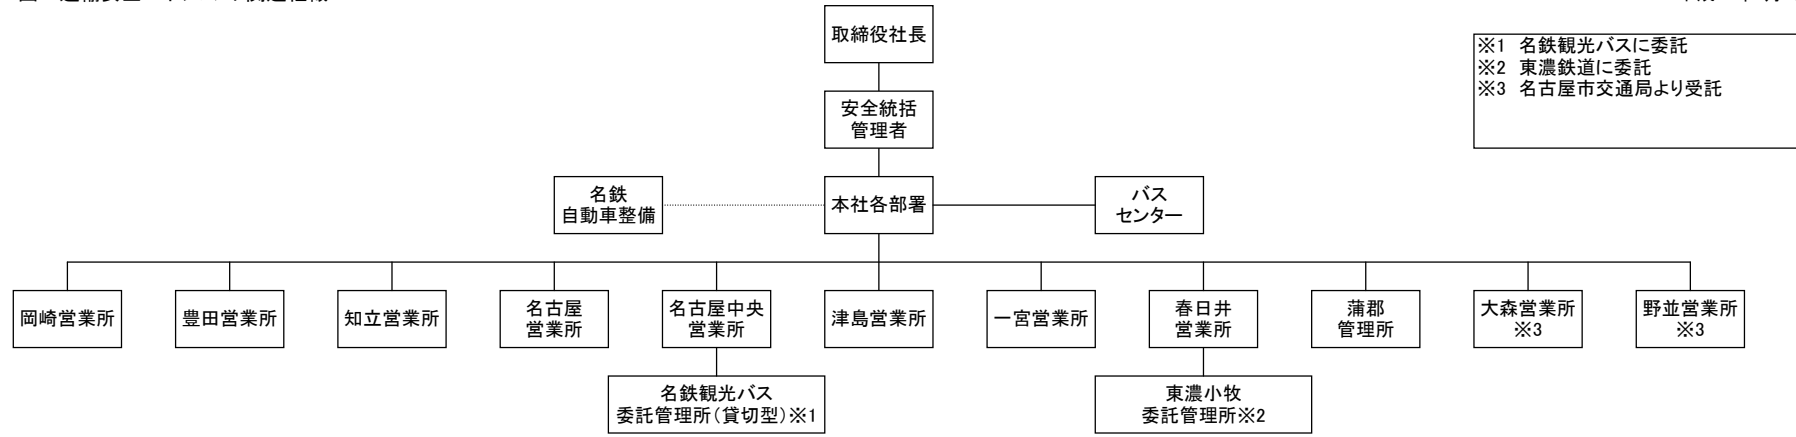 取締役社長
※1 名鉄観光バスに委託
※2 東濃鉄道に委託
※3 名古屋市交通局より受託
安全統括
管理者
名鉄
自動車整備
本社各部署
バス
センター
岡崎営業所
豊田営業所
知立営業所
名古屋
営業所
名古屋中央
営業所
津島営業所
一宮営業所
春日井
営業所
蒲郡
管理所
大森営業所
※3
野並営業所
※3
名鉄観光バス
委託管理所(貸切型)※1
東濃小牧
委託管理所※2